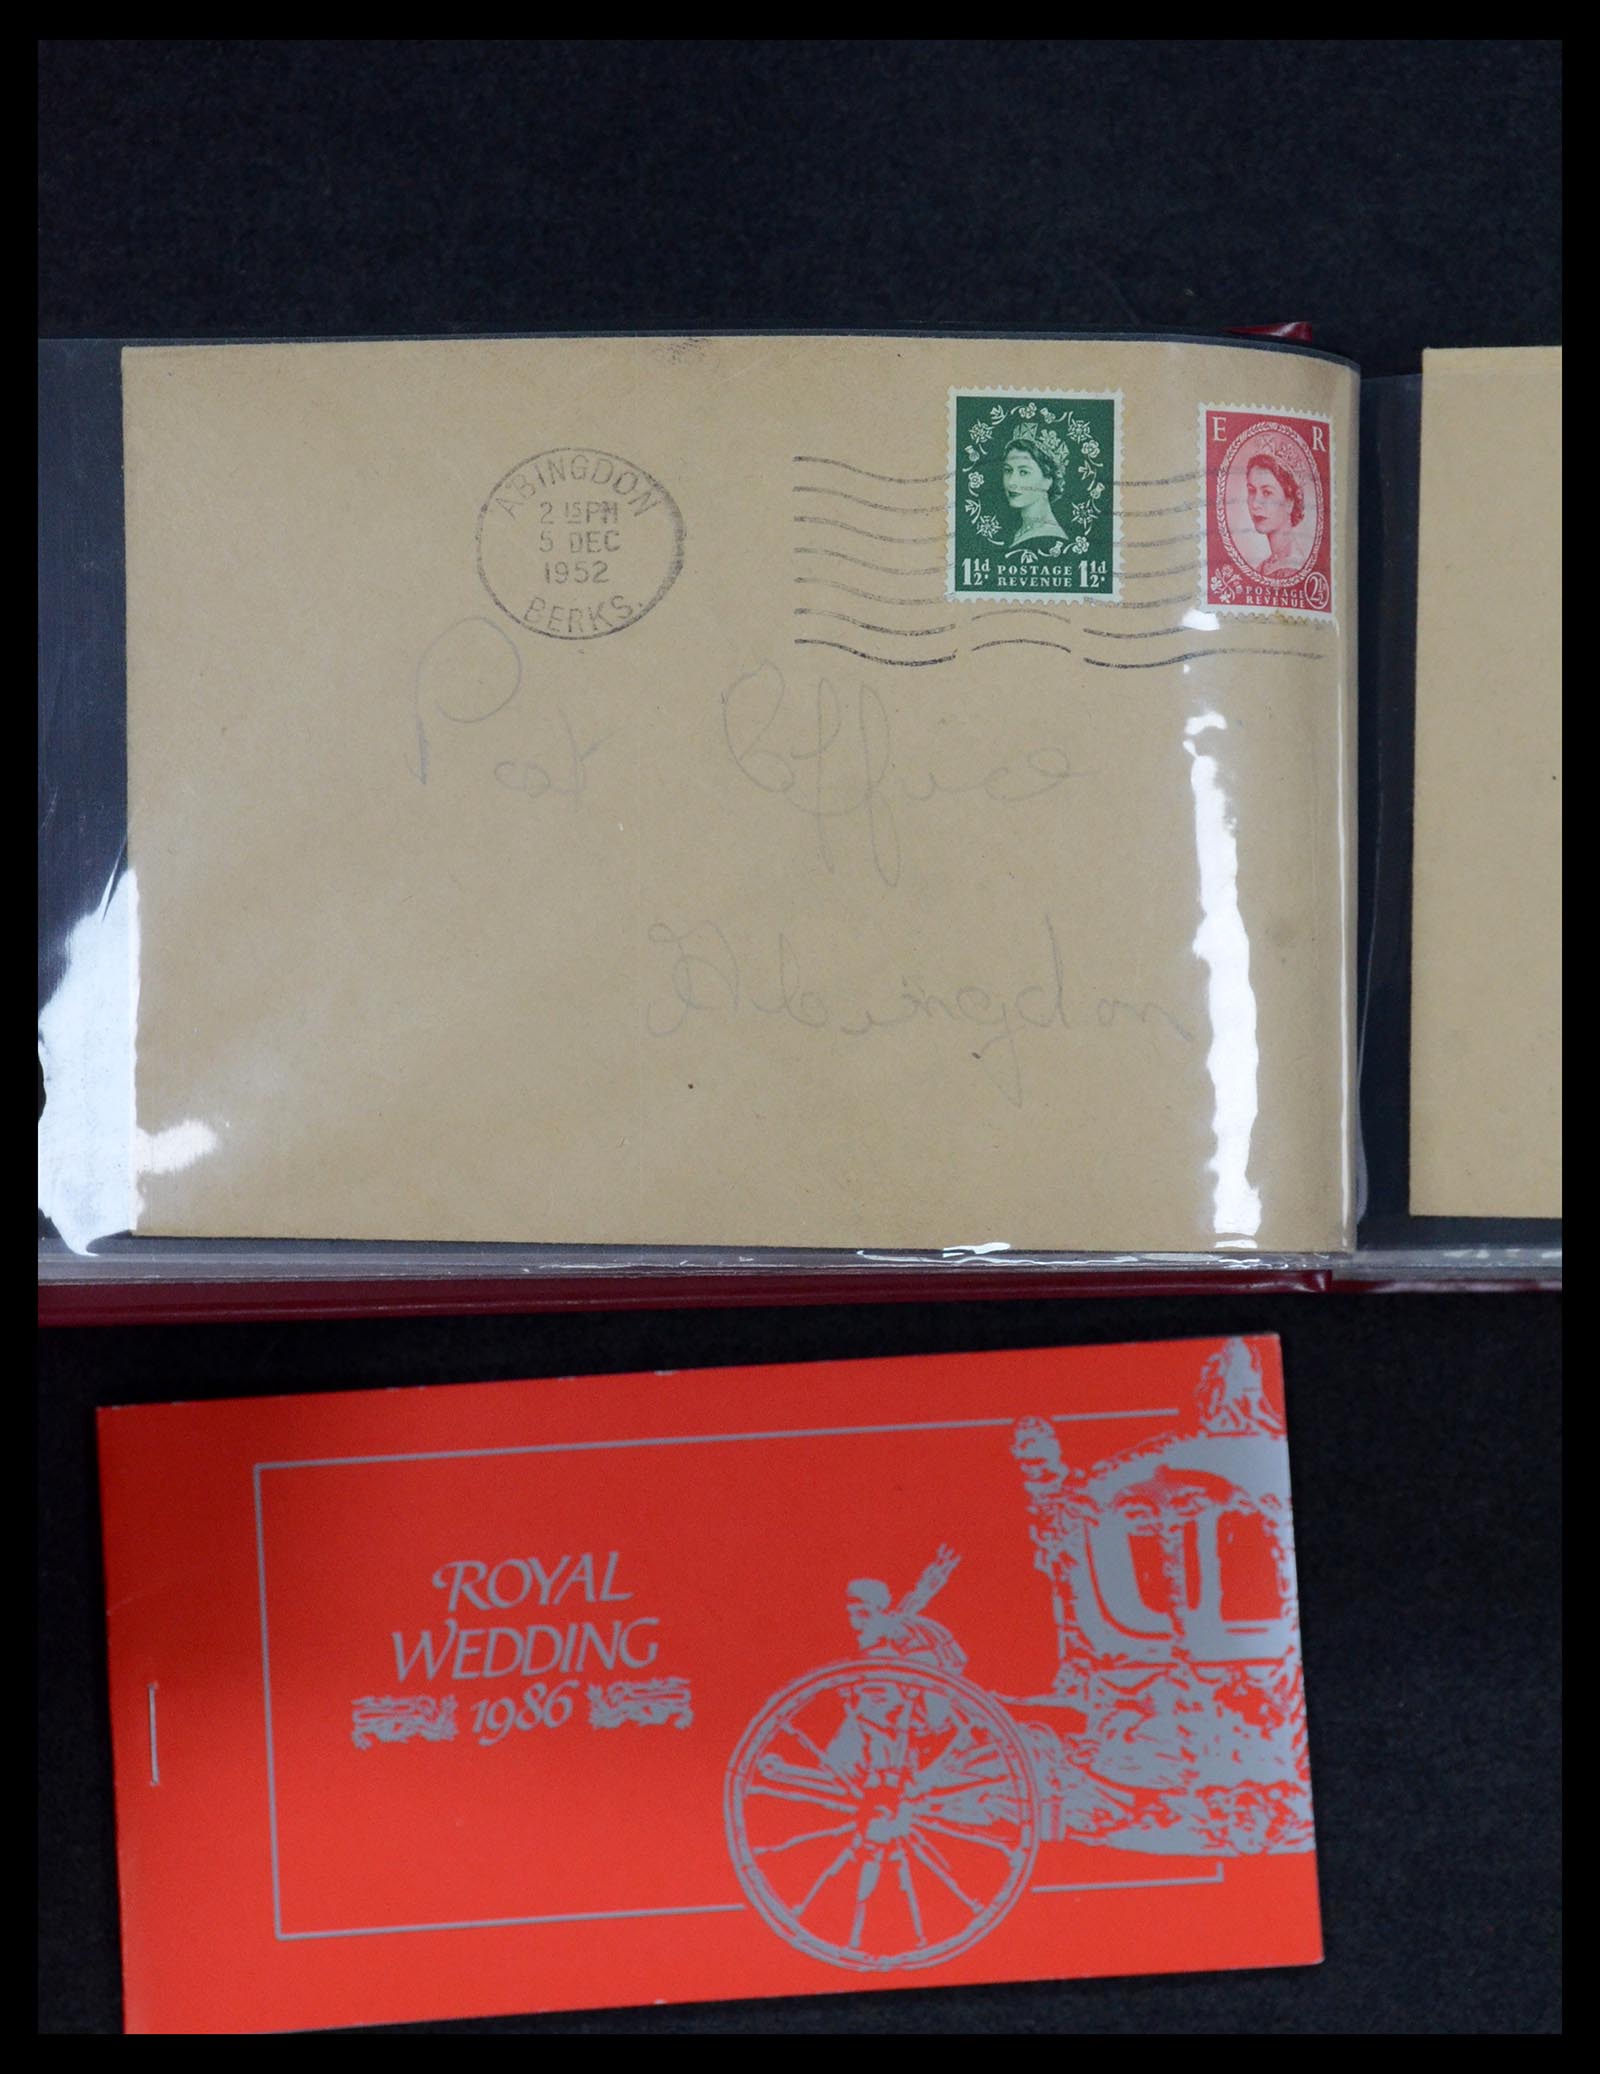 ABINGDON
2 15 PM
5 DEC
1952
BERKS.
1½d. POSTAGE REVENUE 1½d.
E R
POSTAGE REVENUE 2½
Post Office
Abingdon
ROYAL
WEDDING
1986